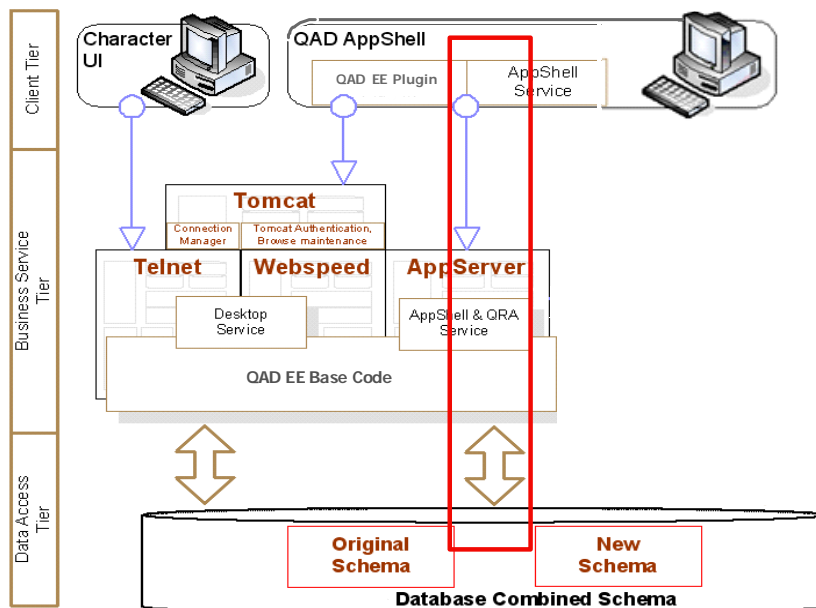 Client Tier
Character
UI
QAD AppShell
QAD EE Plugin
AppShell
Service
Business Service
Tier
Tomcat
Connection
Manager
Tomcat Authentication,
Browse maintenance
Telnet
Webspeed
AppServer
Desktop
Service
AppShell & QRA
Service
QAD EE Base Code
Data Access
Tier
Original
Schema
New
Schema
Database Combined Schema